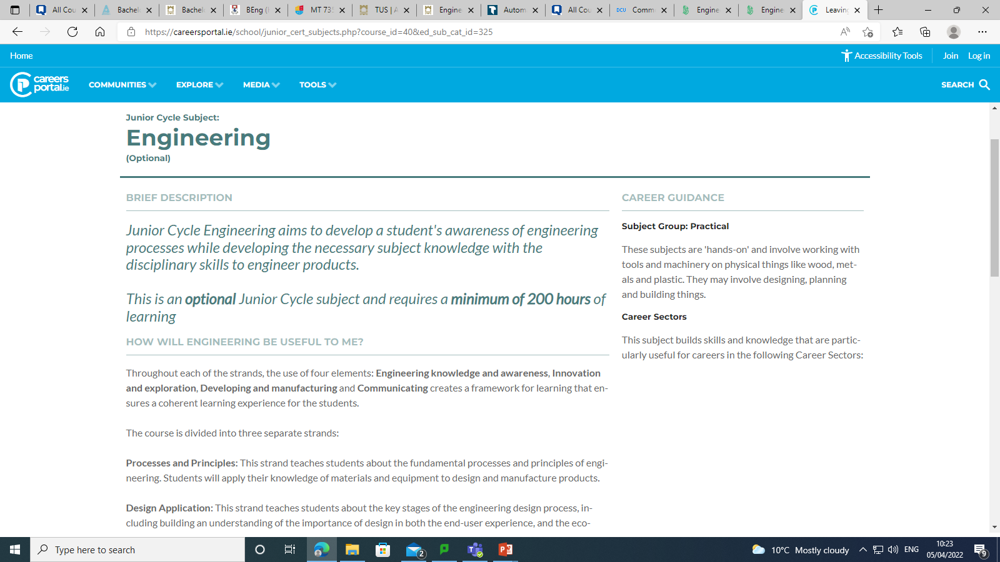 All Cou
Bachel
Bachel
BEng (
MT 735
TUS | A
Engine
Autom
All Cou
DCU
Comm
Engine
Engine
Leaving
https://careersportal.ie/school/junior_cert_subjects.php?course_id=40&ed_sub_cat_id=325
Home
Accessibility Tools
Join
Log in
careers
portal.ie
COMMUNITIES
EXPLORE
MEDIA
TOOLS
SEARCH
Junior Cycle Subject:
Engineering
(Optional)
BRIEF DESCRIPTION
Junior Cycle Engineering aims to develop a student's awareness of engineering
processes while developing the necessary subject knowledge with the
disciplinary skills to engineer products.
This is an optional Junior Cycle subject and requires a minimum of 200 hours of
learning
HOW WILL ENGINEERING BE USEFUL TO ME?
Throughout each of the strands, the use of four elements: Engineering knowledge and awareness, Innovation
and exploration, Developing and manufacturing and Communicating creates a framework for learning that en-
sures a coherent learning experience for the students.
The course is divided into three separate strands:
Processes and Principles: This strand teaches students about the fundamental processes and principles of engi-
neering. Students will apply their knowledge of materials and equipment to design and manufacture products.
Design Application: This strand teaches students about the key stages of the engineering design process, in-
cluding building an understanding of the importance of design in both the end-user experience, and the eco-
CAREER GUIDANCE
Subject Group: Practical
These subjects are 'hands-on' and involve working with
tools and machinery on physical things like wood, met-
als and plastic. They may involve designing, planning
and building things.
Career Sectors
This subject builds skills and knowledge that are partic-
ularly useful for careers in the following Career Sectors:
Type here to search
2
10°C Mostly cloudy
ENG
10:23
05/04/2022
9